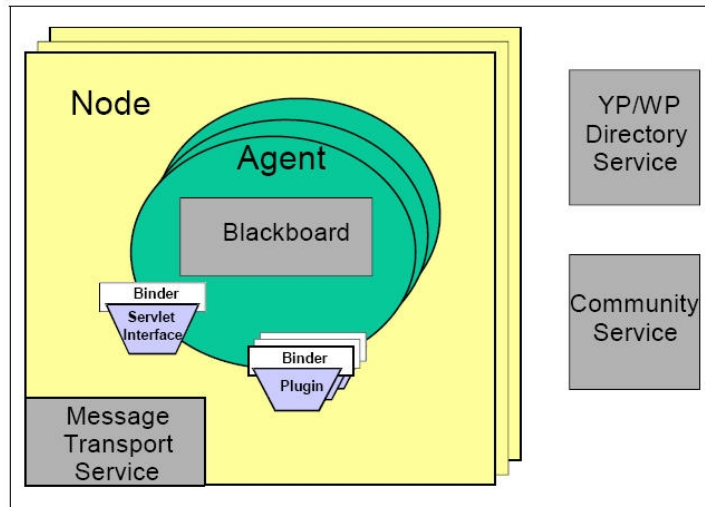 Node
Agent
Blackboard
Binder
Servlet
Interface
Binder
Plugin
Message
Transport
Service
YP/WP
Directory
Service
Community
Service